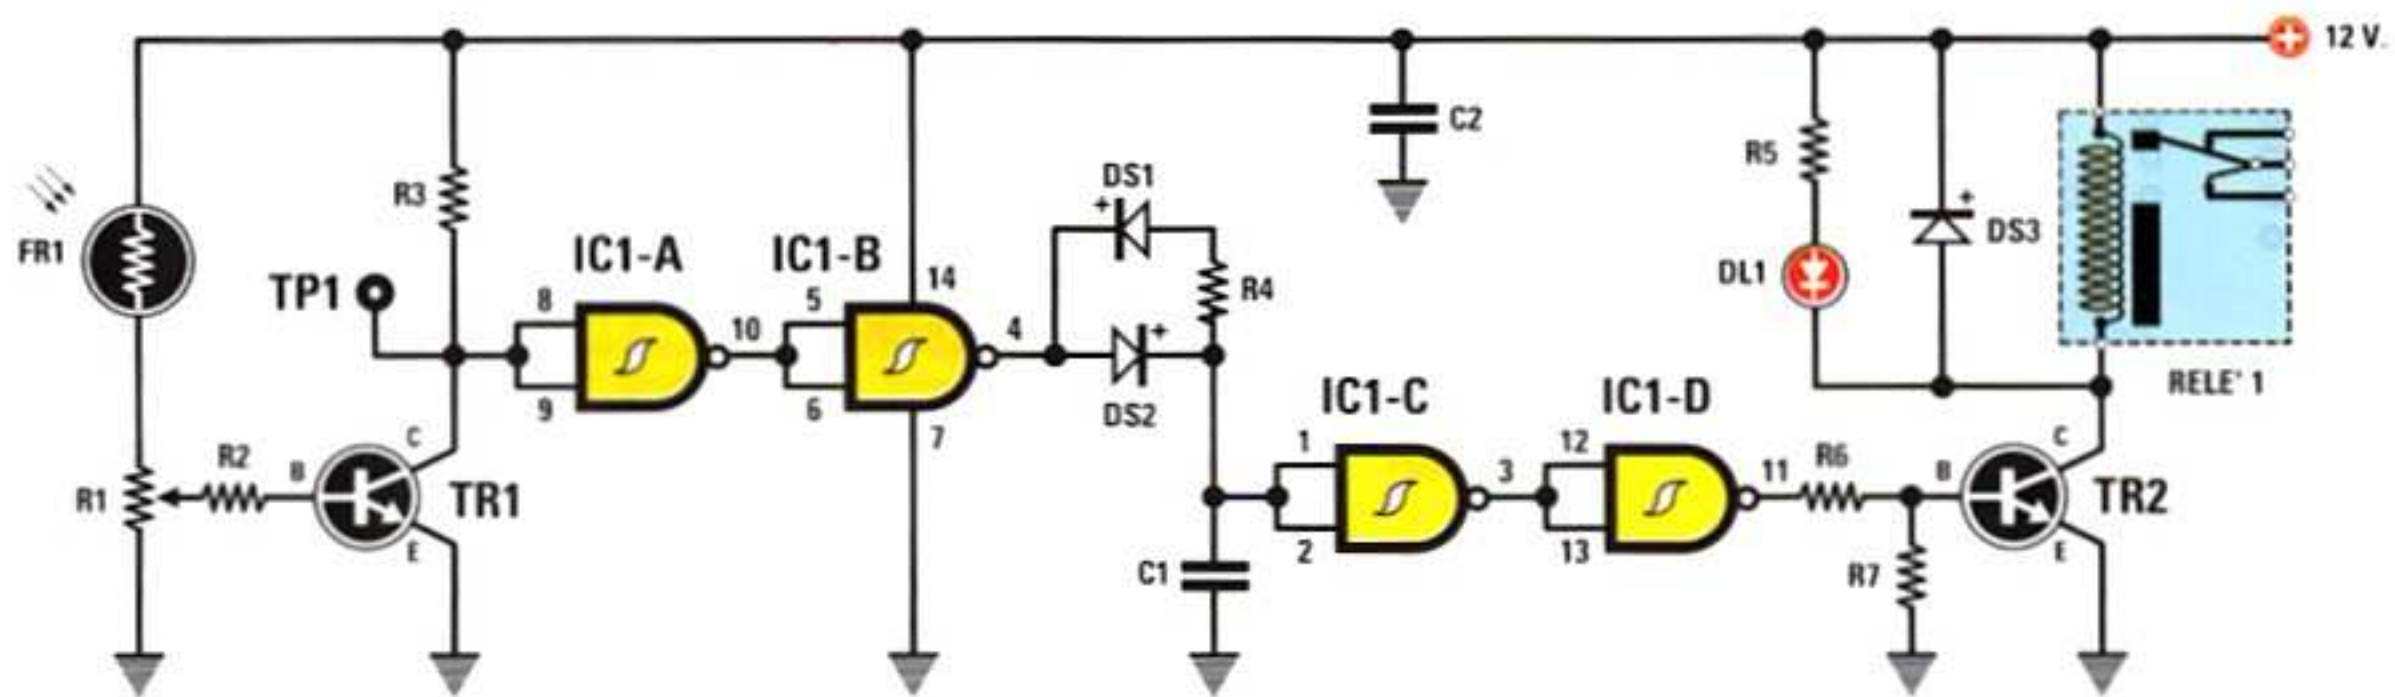 12 V.
C2
R5
DS1
R3
FR1
DS3
IC1-A
IC1-B
14
TP1
DL1
R4
8
5
10
4
9
6
DS2
7
RELE' 1
IC1-C
IC1-D
C
R2
B
R1
TR1
E
1
12
3
11
R6
B
C
TR2
2
13
C1
R7
E
+
+
+